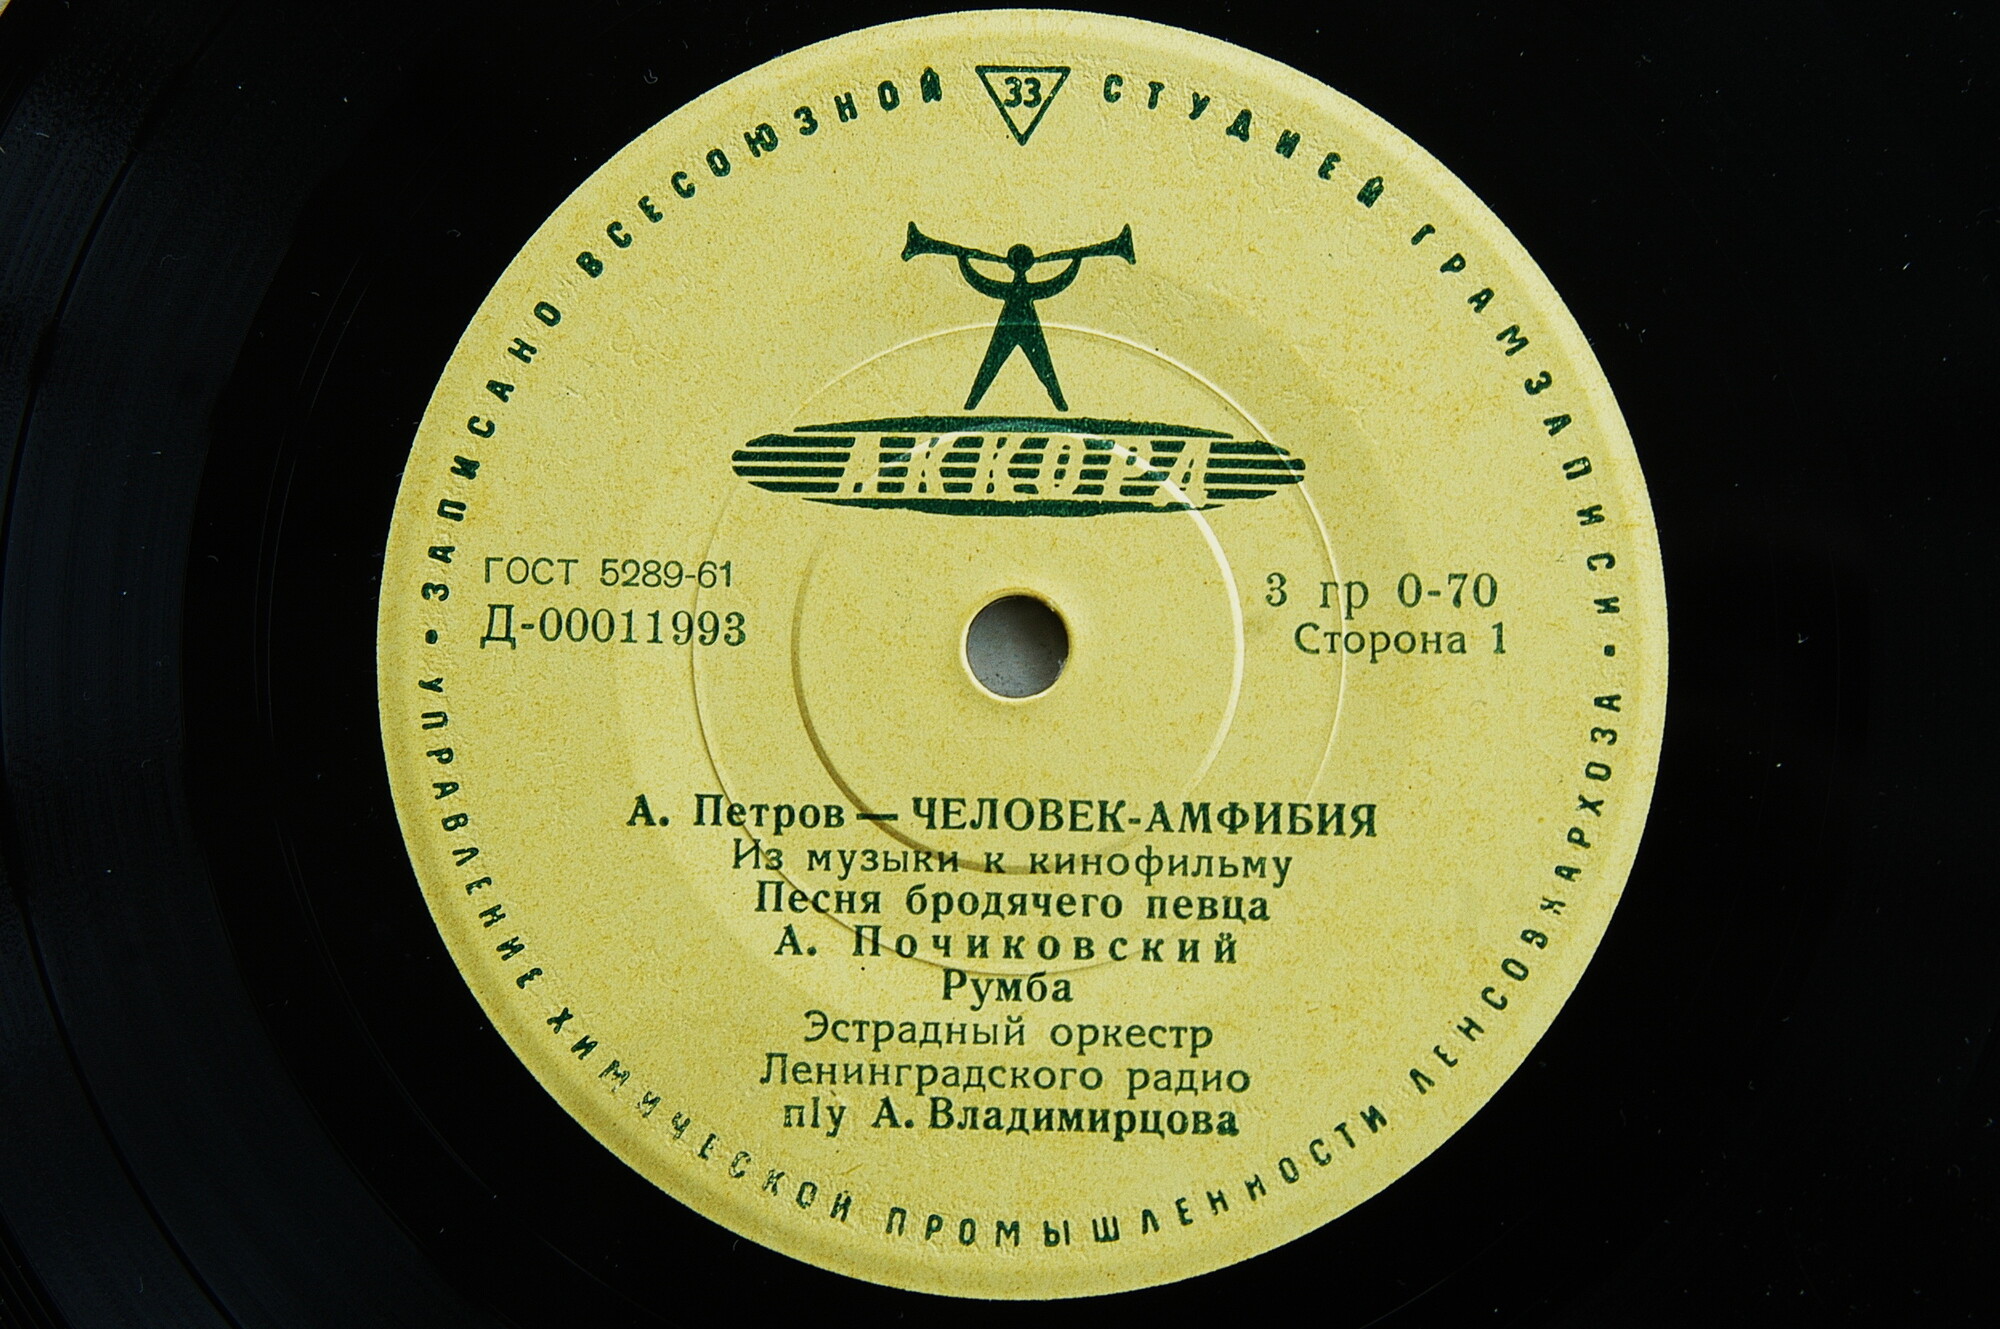 ЗАПИСАНО ВСЕСОЮЗНОЙ 33 СТУДИЕЙ ГРАМЗАПИСИ
АККОРД
ГОСТ 5289-61
Д-00011993
3 гр 0-70
Сторона 1
А. Петров — ЧЕЛОВЕК-АМФИБИЯ
Из музыки к кинофильму
Песня бродячего певца
А. Почиковский
Румба
Эстрадный оркестр
Ленинградского радио
п/у А. Владимирцова
УПРАВЛЕНИЕ ХИМИЧЕСКОЙ ПРОМЫШЛЕННОСТИ ЛЕНСОВНАРХОЗА